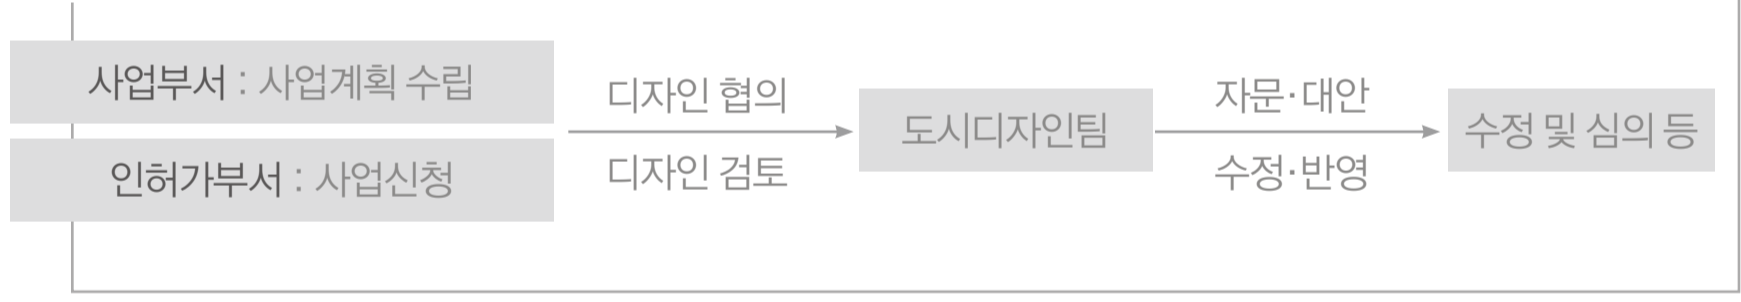 사업부서 : 사업계획 수립
인허가부서 : 사업신청
디자인 협의
디자인 검토
도시디자인팀
자문·대안
수정·반영
수정 및 심의 등